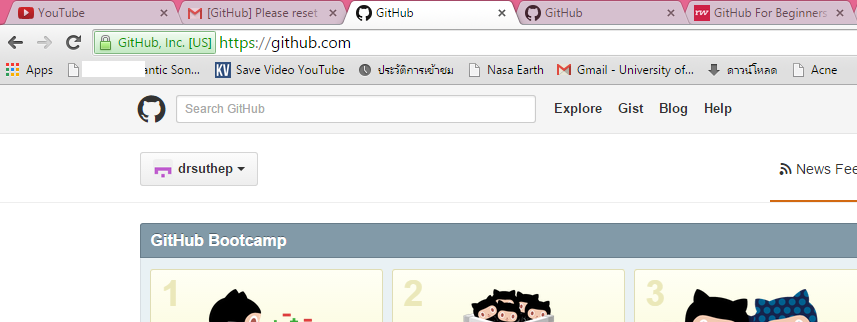 YouTube
[GitHub] Please reset
GitHub
GitHub
rw GitHub For Beginners
GitHub, Inc. [US] https://github.com
Apps
antic Son...
KV Save Video YouTube
ประวัติการเข้าชม
Nasa Earth
Gmail - University of...
ดาวน์โหลด
Acne
Search GitHub
Explore Gist Blog Help
drsuthep
News Fee
GitHub Bootcamp
1 2 3